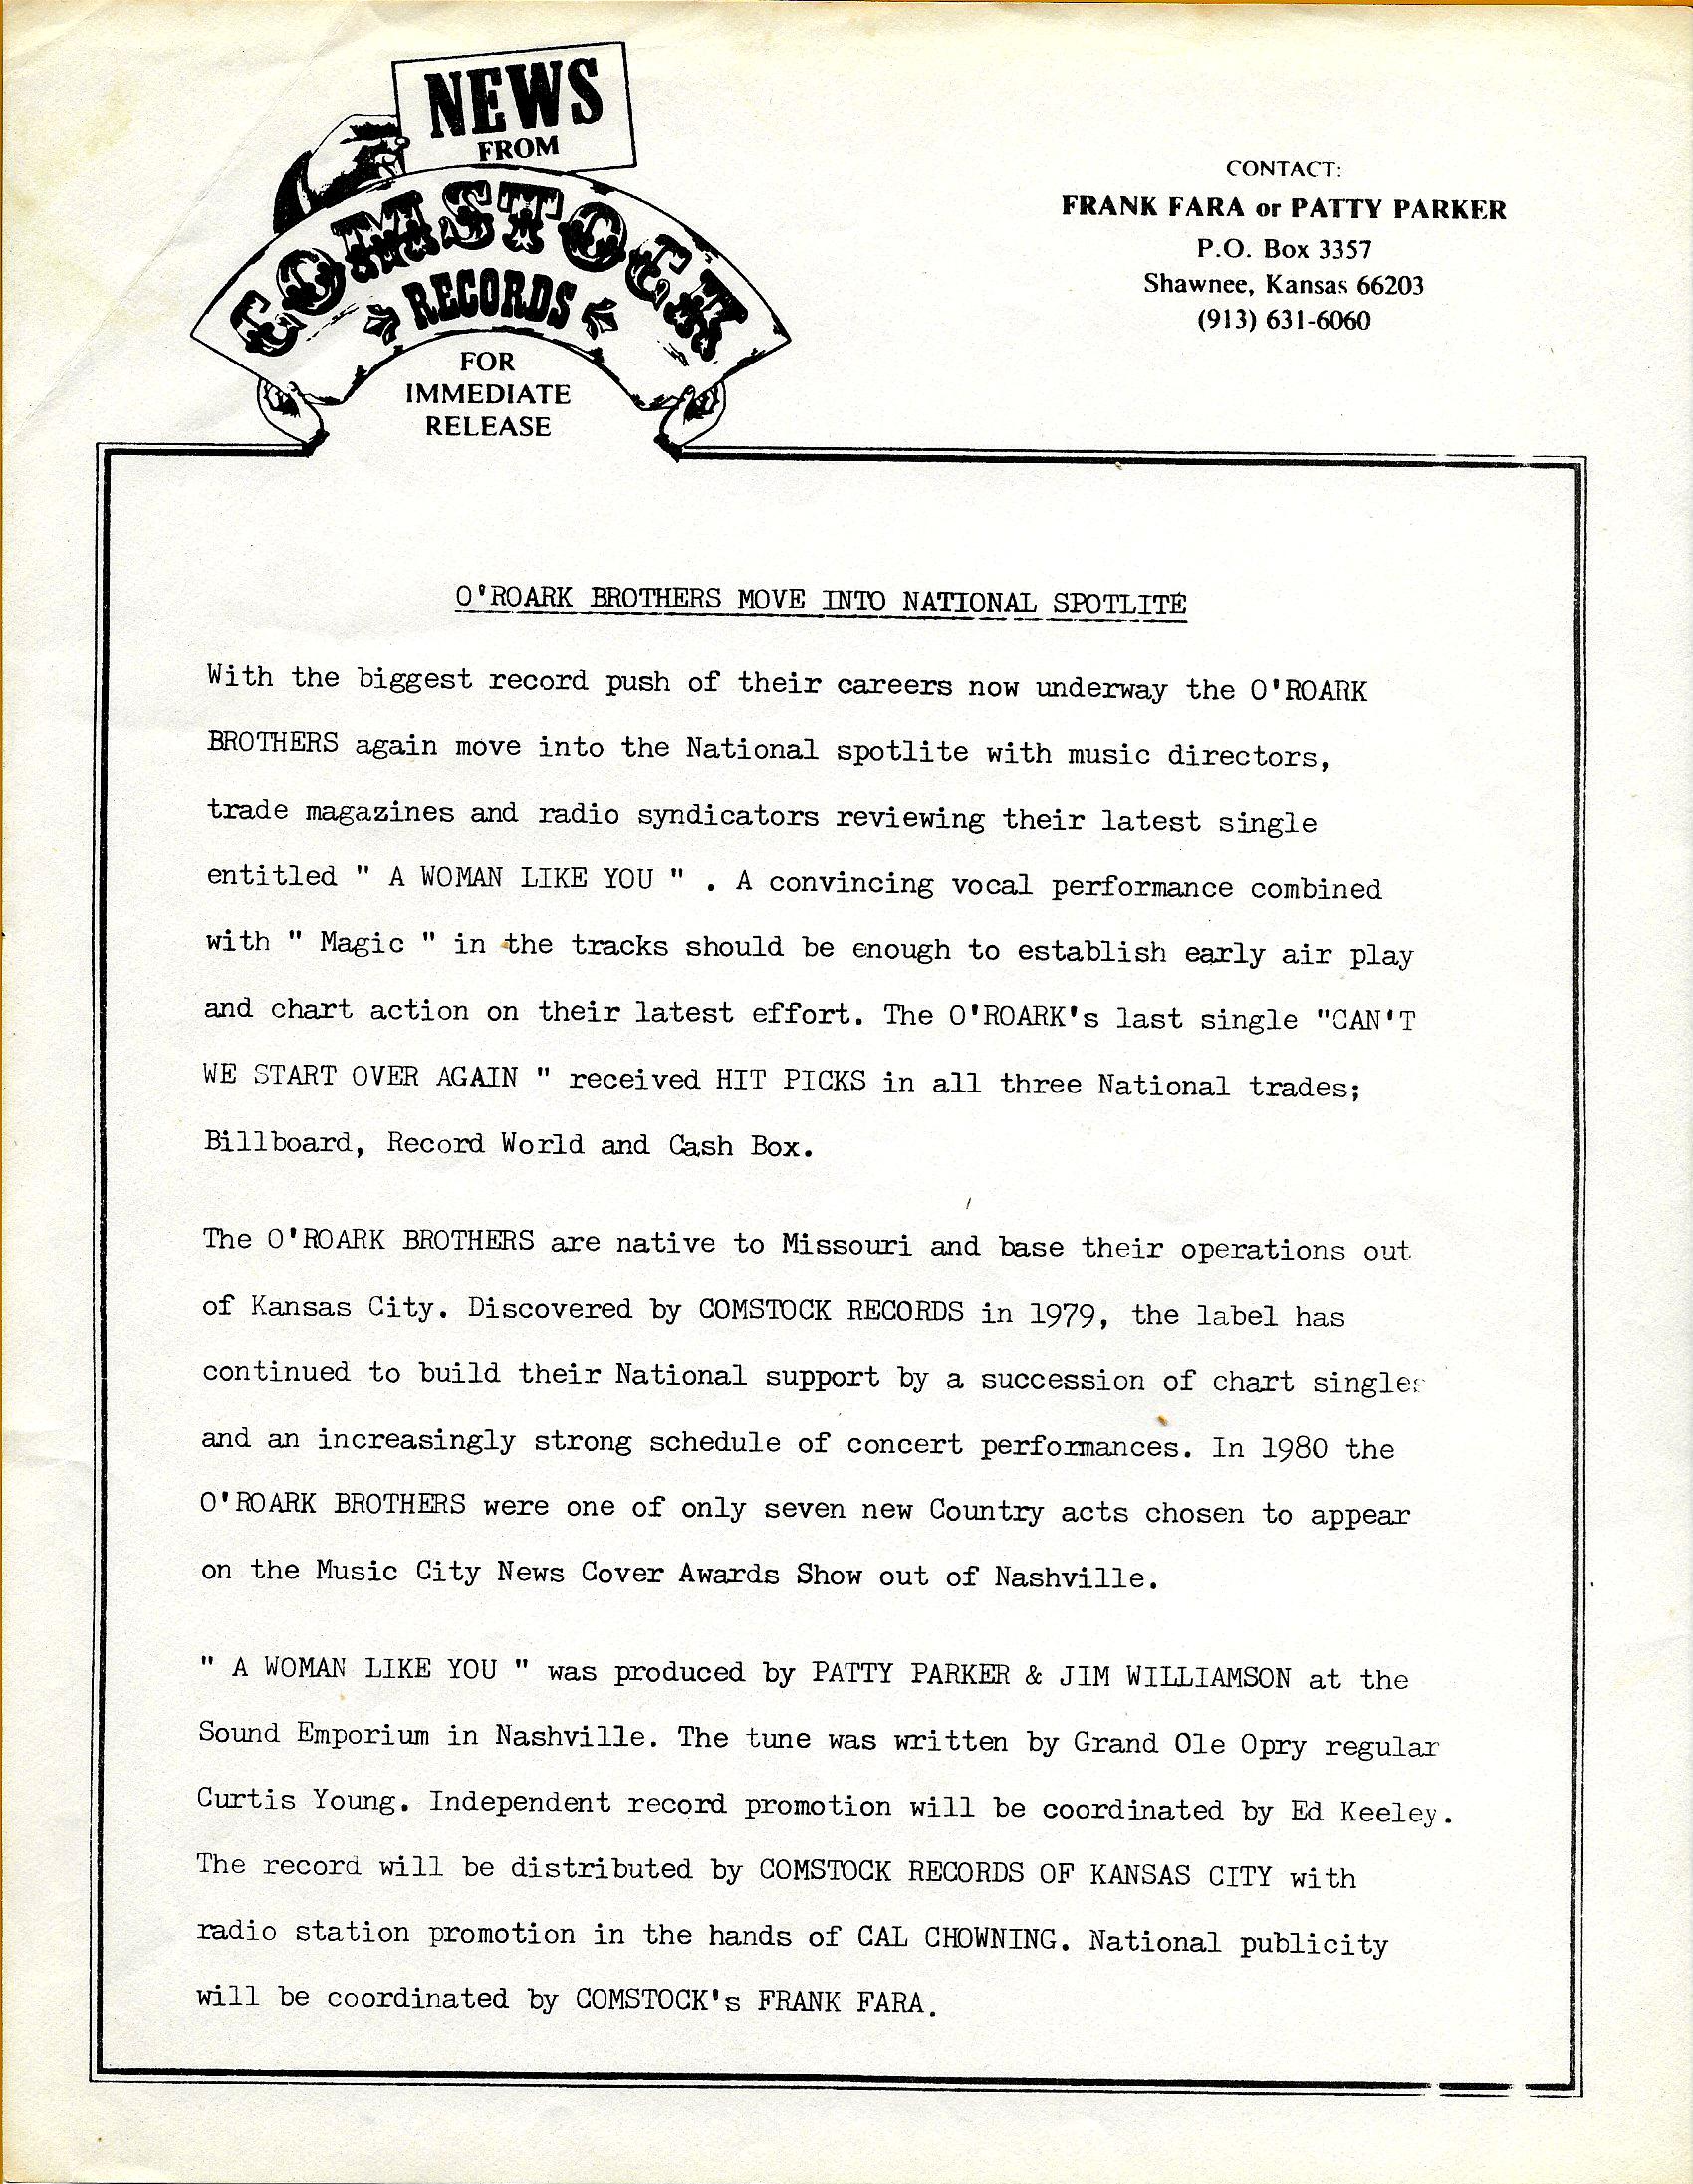 NEWS
FROM
COMSTOCK
RECORDS
FOR
IMMEDIATE
RELEASE
CONTACT:
FRANK FARA or PATTY PARKER
P.O. Box 3357
Shawnee, Kansas 66203
(913) 631-6060
O'ROARK BROTHERS MOVE INTO NATIONAL SPOTLITE
With the biggest record push of their careers now underway the O'ROARK
BROTHERS again move into the National spotlite with music directors,
trade magazines and radio syndicators reviewing their latest single
entitled " A WOMAN LIKE YOU " . A convincing vocal performance combined
with " Magic " in the tracks should be enough to establish early air play
and chart action on their latest effort. The O'ROARK's last single "CAN'T
WE START OVER AGAIN " received HIT PICKS in all three National trades;
Billboard, Record World and Cash Box.
The O'ROARK BROTHERS are native to Missouri and base their operations out
of Kansas City. Discovered by COMSTOCK RECORDS in 1979, the label has
continued to build their National support by a succession of chart singles
and an increasingly strong schedule of concert performances. In 1980 the
O'ROARK BROTHERS were one of only seven new Country acts chosen to appear
on the Music City News Cover Awards Show out of Nashville.
" A WOMAN LIKE YOU " was produced by PATTY PARKER & JIM WILLIAMSON at the
Sound Emporium in Nashville. The tune was written by Grand Ole Opry regular
Curtis Young. Independent record promotion will be coordinated by Ed Keeley.
The record will be distributed by COMSTOCK RECORDS OF KANSAS CITY with
radio station promotion in the hands of CAL CHOWNING. National publicity
will be coordinated by COMSTOCK's FRANK FARA.